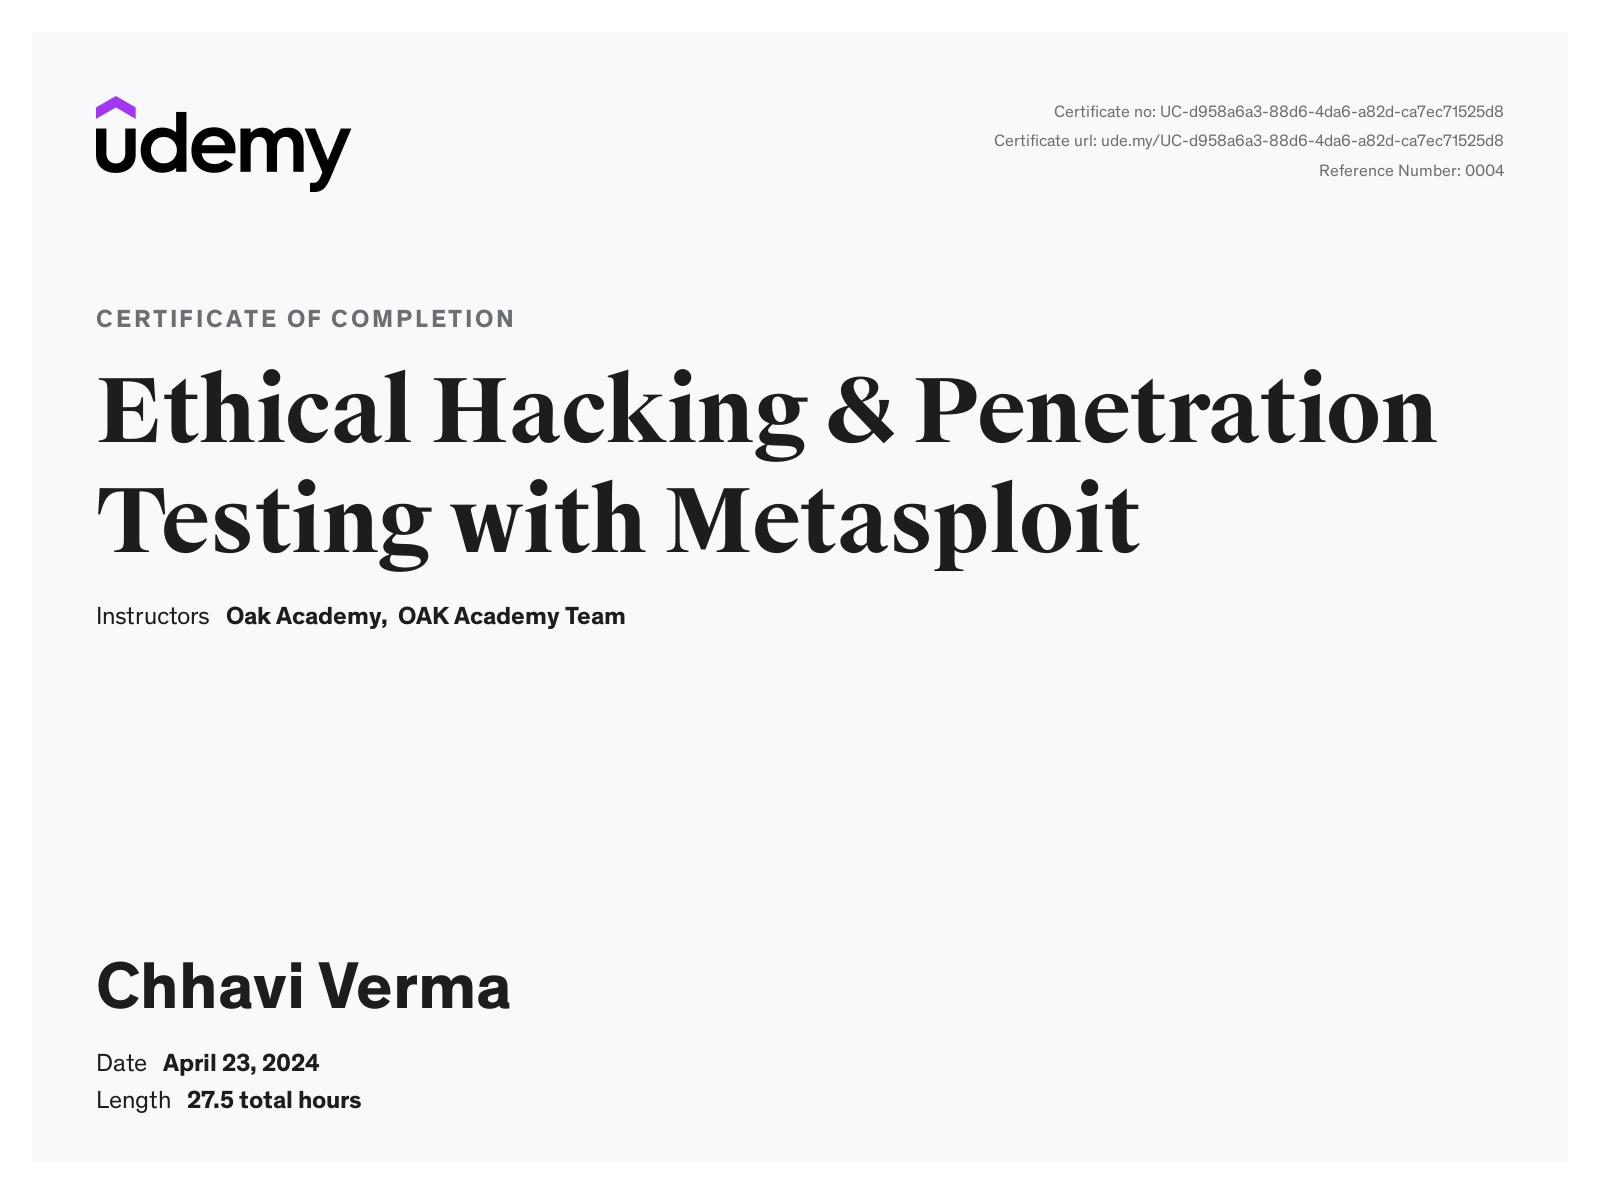 udemy
Certificate no: UC-d958a6a3-88d6-4da6-a82d-ca7ec71525d8
Certificate url: ude.my/UC-d958a6a3-88d6-4da6-a82d-ca7ec71525d8
Reference Number: 0004
CERTIFICATE OF COMPLETION
Ethical Hacking & Penetration
Testing with Metasploit
Instructors Oak Academy, OAK Academy Team
Chhavi Verma
Date April 23, 2024
Length 27.5 total hours